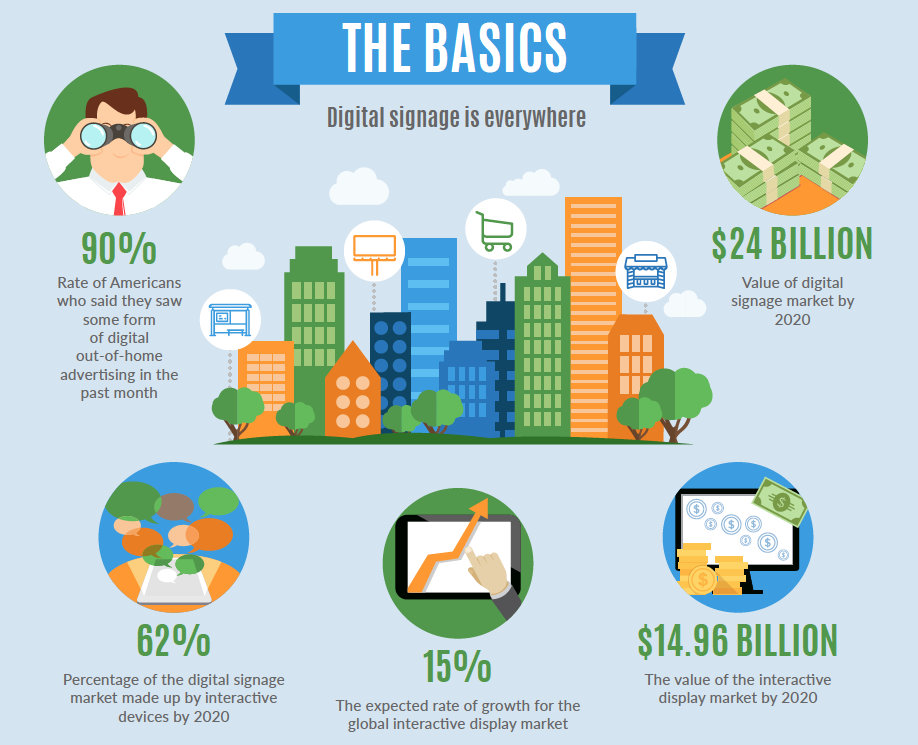 THE BASICS
Digital signage is everywhere
90%
Rate of Americans
who said they saw
some form
of digital
out-of-home
advertising in the
past month
$24 BILLION
Value of digital
signage market by
2020
62%
Percentage of the digital signage
market made up by interactive
devices by 2020
15%
The expected rate of growth for the
global interactive display market
$14.96 BILLION
The value of the interactive
display market by 2020